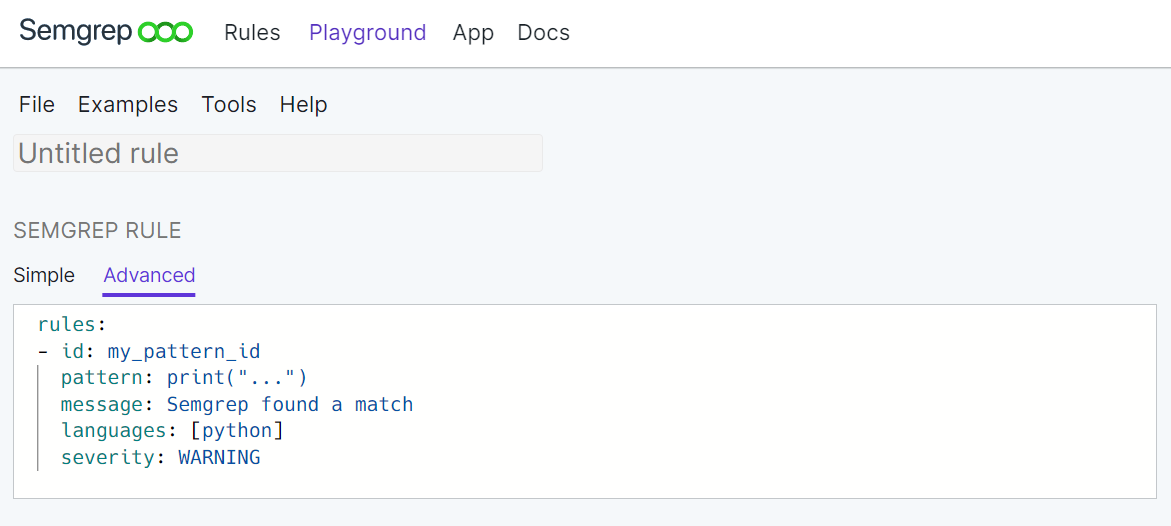 Semgrep Rules Playground App Docs
File Examples Tools Help
Untitled rule
SEMGREP RULE
Simple Advanced
rules:
- id: my_pattern_id
  pattern: print("...")
  message: Semgrep found a match
  languages: [python]
  severity: WARNING